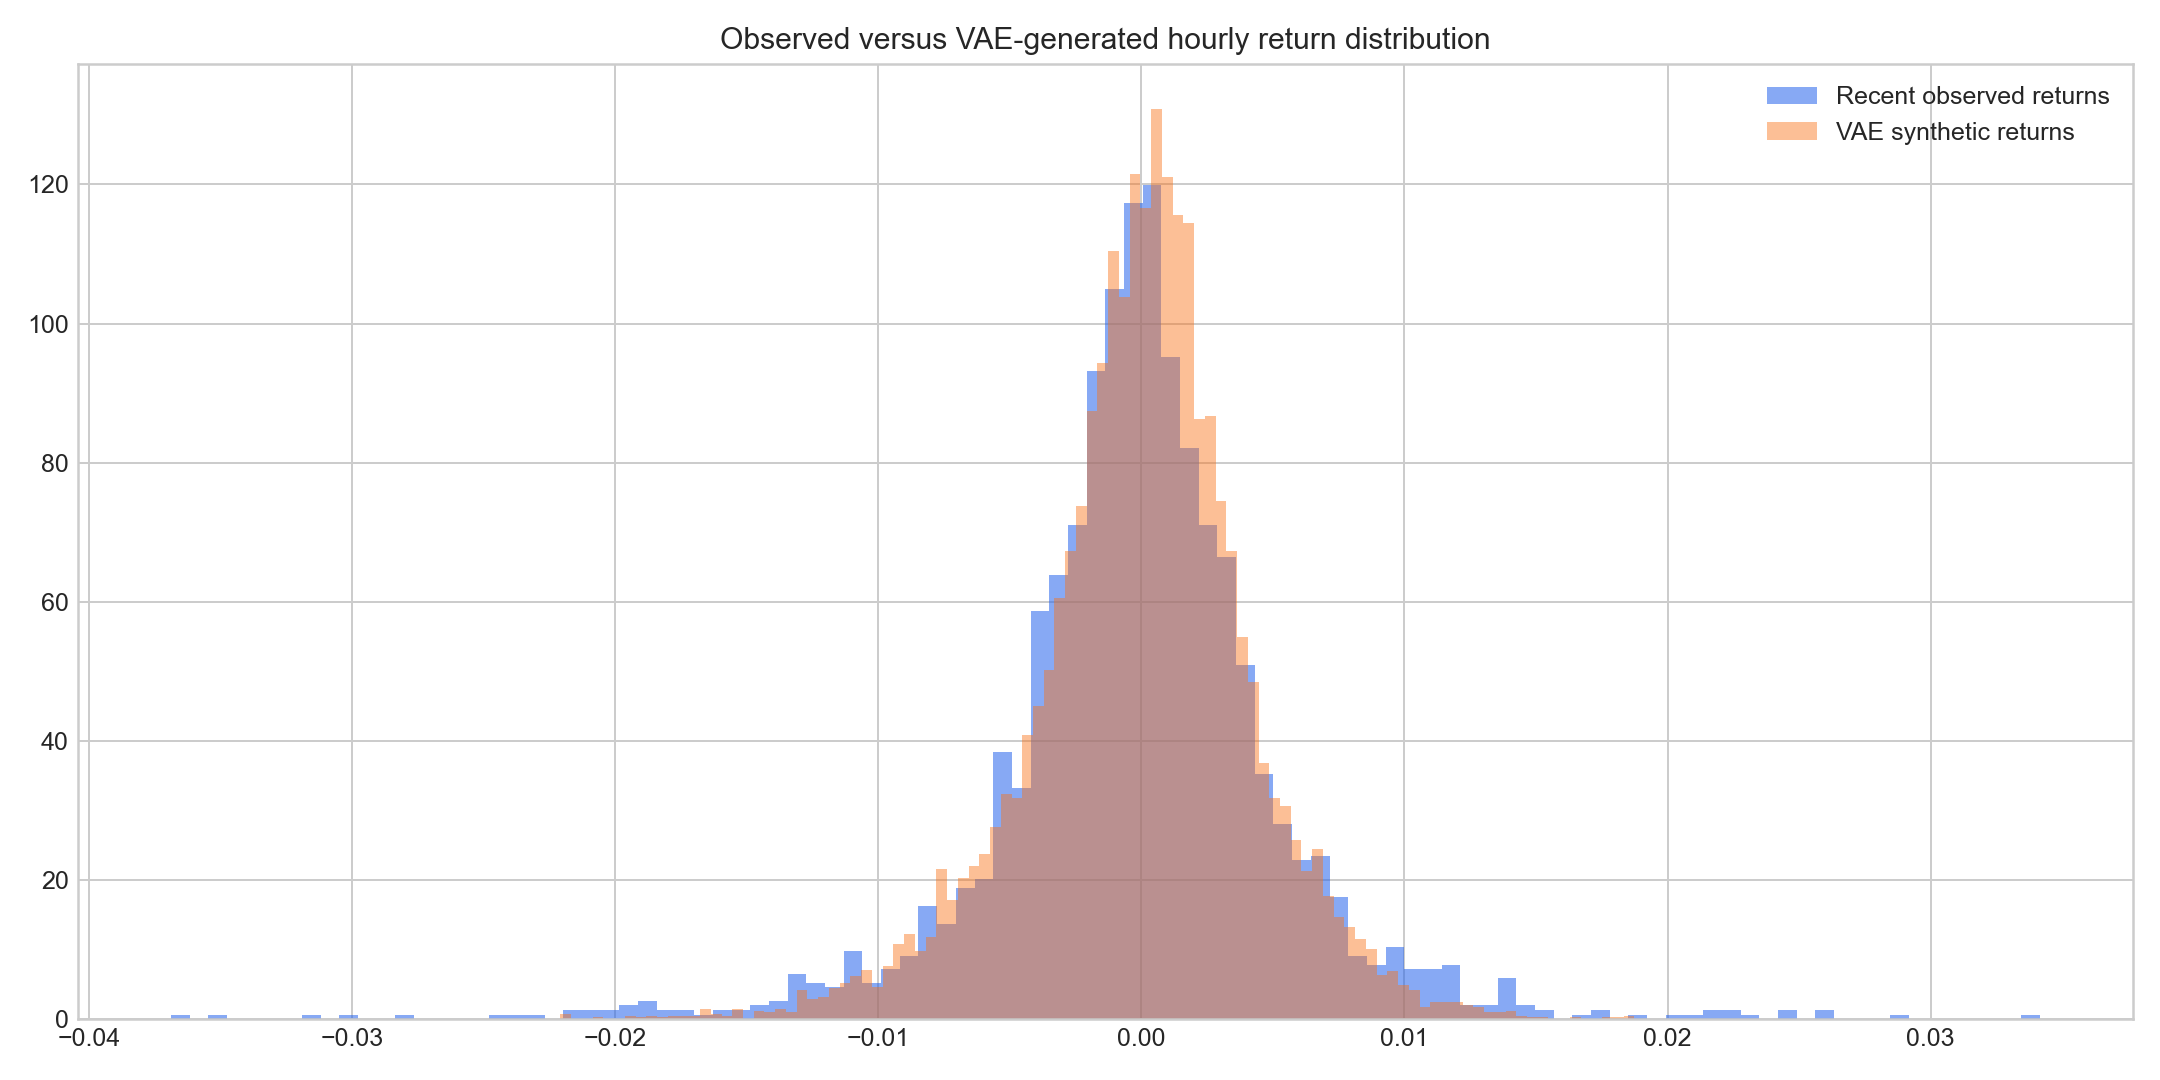 Observed versus VAE-generated hourly return distribution
Recent observed returns
VAE synthetic returns
120
100
80
60
40
20
0
−0.04 −0.03 −0.02 −0.01 0.00 0.01 0.02 0.03